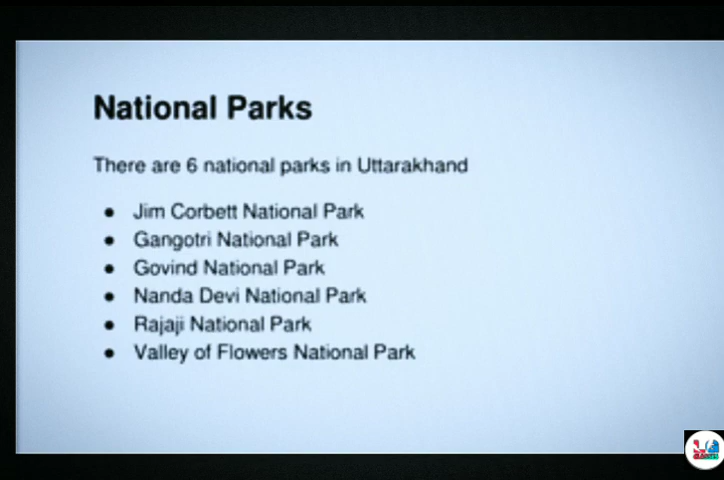 National Parks
There are 6 national parks in Uttarakhand
● Jim Corbett National Park
● Gangotri National Park
● Govind National Park
● Nanda Devi National Park
● Rajaji National Park
● Valley of Flowers National Park